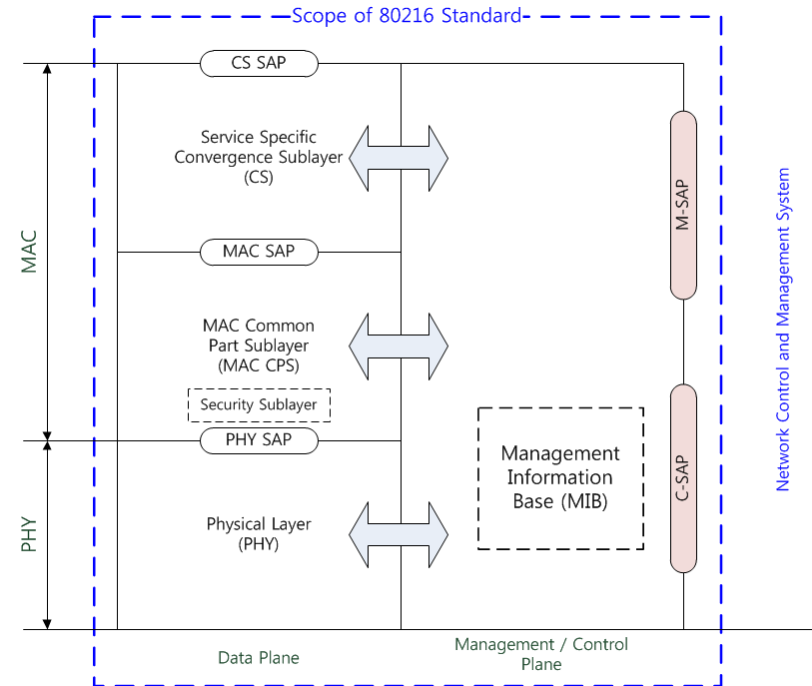 Scope of 80216 Standard
CS SAP
Service Specific
Convergence Sublayer
(CS)
MAC SAP
MAC Common
Part Sublayer
(MAC CPS)
Security Sublayer
PHY SAP
Physical Layer
(PHY)
Management
Information
Base (MIB)
M-SAP
C-SAP
MAC
PHY
Network Control and Management System
Data Plane
Management / Control
Plane